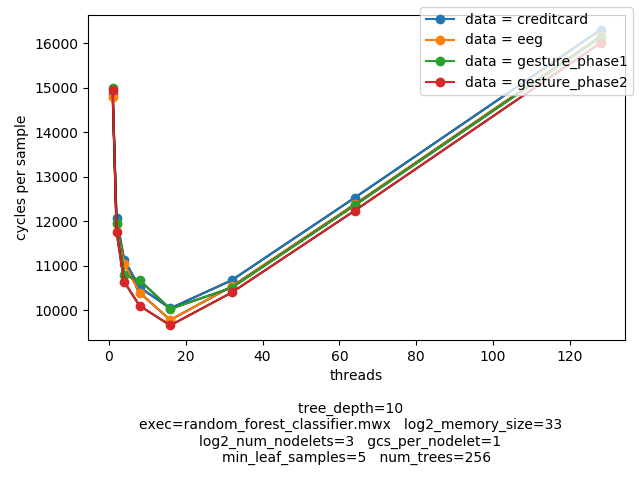 data = creditcard
data = eeg
data = gesture_phase1
data = gesture_phase2
16000
15000
14000
13000
12000
11000
10000
cycles per sample
0 20 40 60 80 100 120
threads
tree_depth=10
exec=random_forest_classifier.mwx log2_memory_size=33
log2_num_nodelets=3 gcs_per_nodelet=1
min_leaf_samples=5 num_trees=256